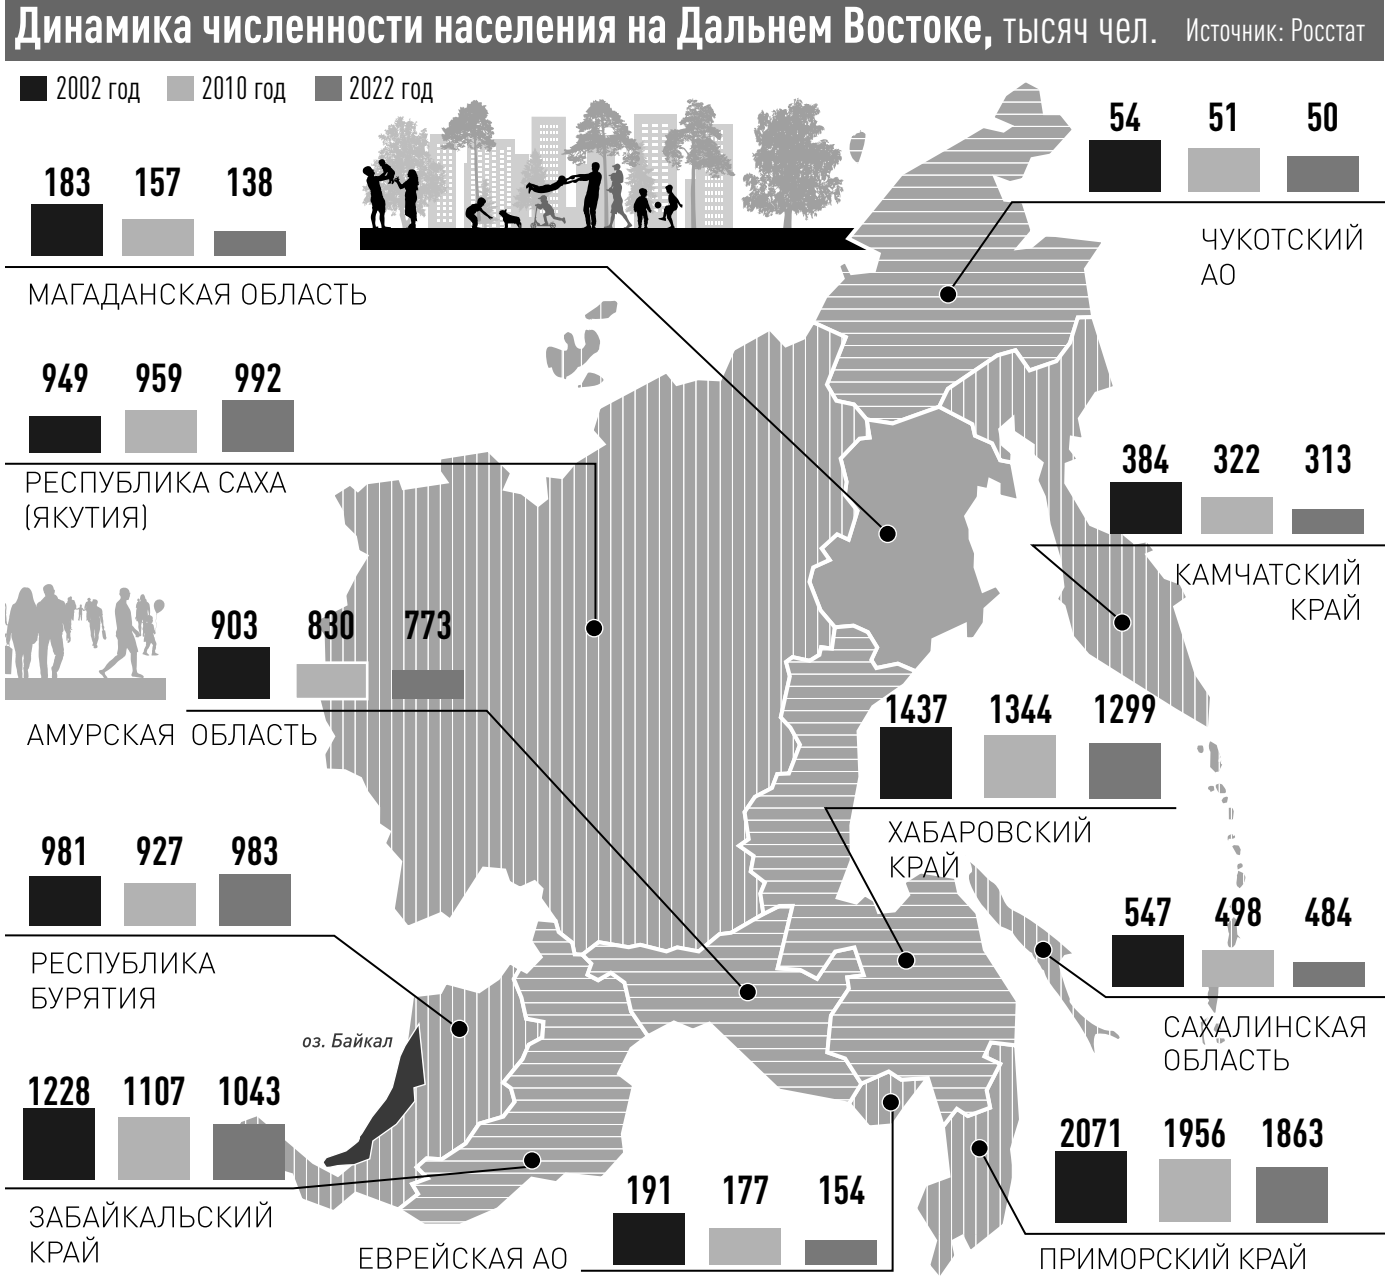 Динамика численности населения на Дальнем Востоке, тысяч чел. Источник: Росстат
2002 год 2010 год 2022 год
54 51 50
ЧУКОТСКИЙ
АО
183 157 138
МАГАДАНСКАЯ ОБЛАСТЬ
949 959 992
РЕСПУБЛИКА САХА
(ЯКУТИЯ)
384 322 313
КАМЧАТСКИЙ
КРАЙ
903 830 773
АМУРСКАЯ ОБЛАСТЬ
1437 1344 1299
ХАБАРОВСКИЙ
КРАЙ
981 927 983
РЕСПУБЛИКА
БУРЯТИЯ
547 498 484
САХАЛИНСКАЯ
ОБЛАСТЬ
оз. Байкал
1228 1107 1043
ЗАБАЙКАЛЬСКИЙ
КРАЙ
191 177 154
ЕВРЕЙСКАЯ АО
2071 1956 1863
ПРИМОРСКИЙ КРАЙ